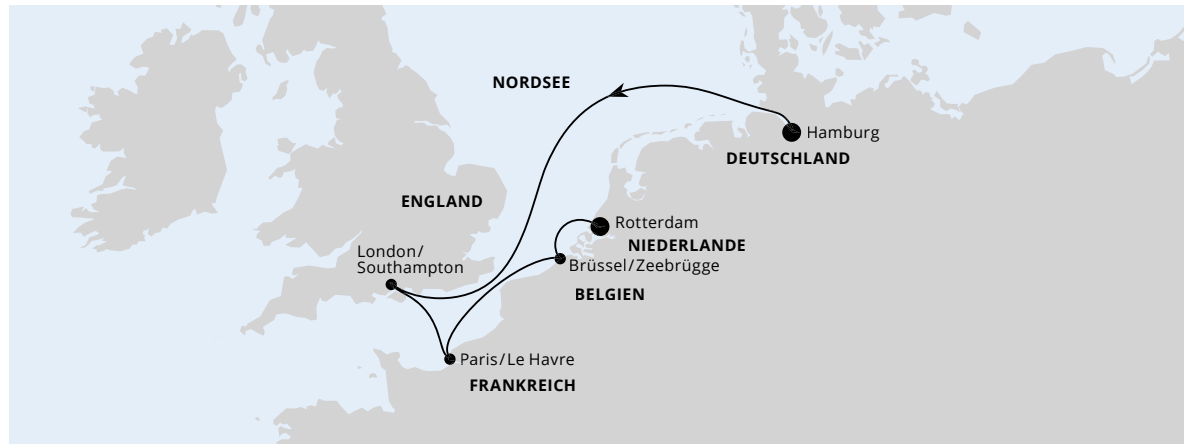 NORDSEE
Hamburg
DEUTSCHLAND
ENGLAND
Rotterdam
NIEDERLANDE
London/
Southampton
Brüssel/Zeebrügge
BELGIEN
Paris/Le Havre
FRANKREICH